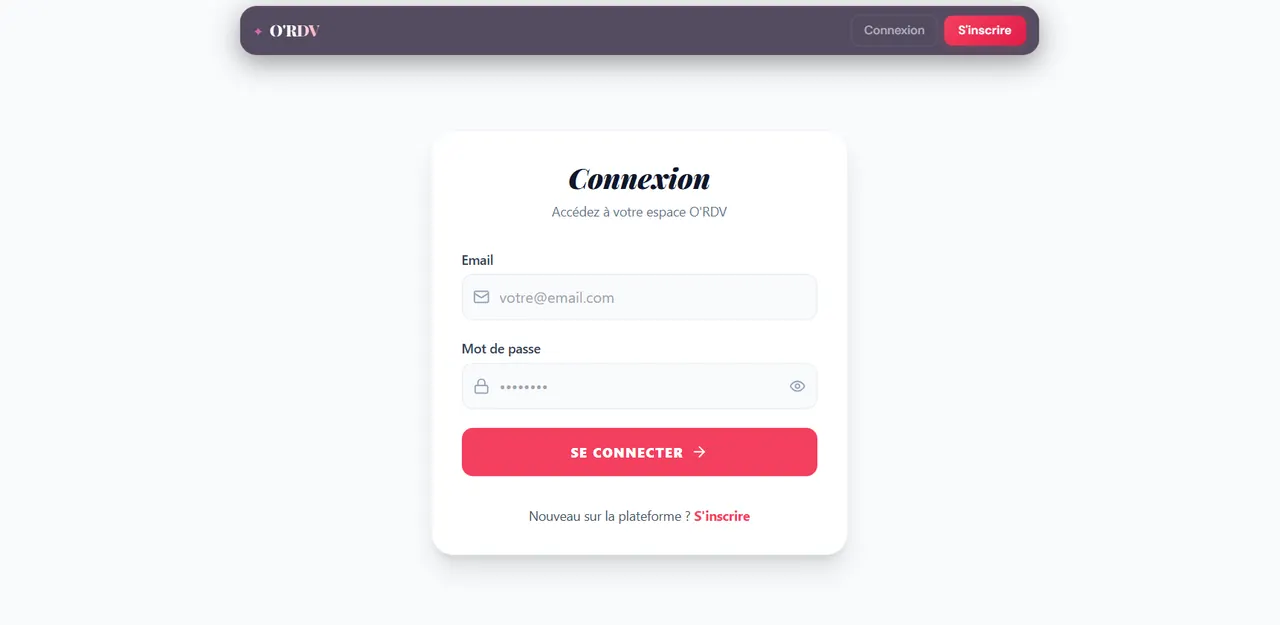 ✦ O'RDV
Connexion
S'inscrire
Connexion
Accédez à votre espace O'RDV
Email
votre@email.com
Mot de passe
••••••••
SE CONNECTER →
Nouveau sur la plateforme ? S'inscrire